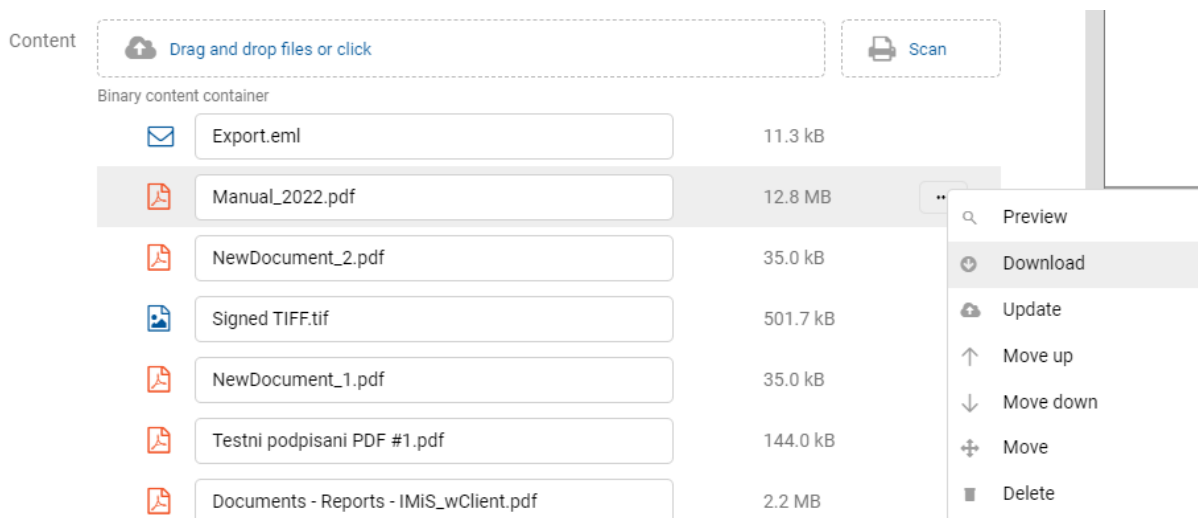 Content
Drag and drop files or click
Scan
Binary content container
Export.eml 11.3 kB
Manual_2022.pdf 12.8 MB
Preview
NewDocument_2.pdf 35.0 kB
Download
Signed TIFF.tif 501.7 kB
Update
NewDocument_1.pdf 35.0 kB
Move up
Move down
Testni podpisani PDF #1.pdf 144.0 kB
Move
Documents - Reports - IMiS_wClient.pdf 2.2 MB
Delete